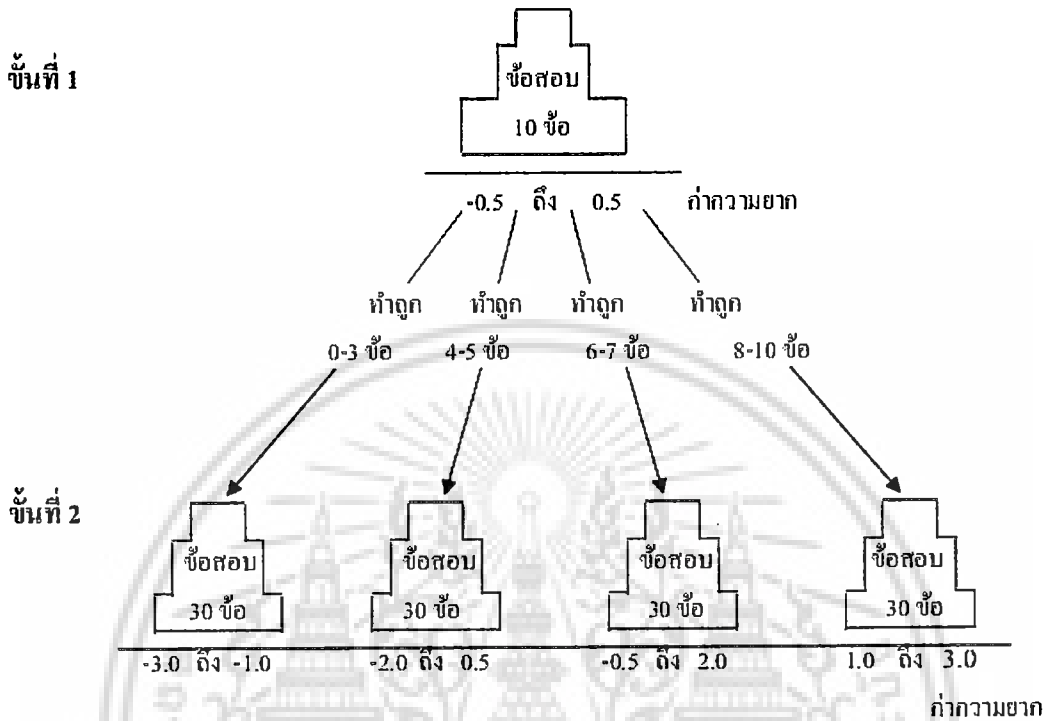 ขั้นที่ 1
ข้อสอบ
10 ข้อ
-0.5 ถึง 0.5 ค่าความยาก
ทำถูก ทำถูก ทำถูก ทำถูก
0-3 ข้อ 4-5 ข้อ 6-7 ข้อ 8-10 ข้อ
ขั้นที่ 2
ข้อสอบ ข้อสอบ ข้อสอบ ข้อสอบ
30 ข้อ 30 ข้อ 30 ข้อ 30 ข้อ
-3.0 ถึง -1.0 -2.0 ถึง 0.5 -0.5 ถึง 2.0 1.0 ถึง 3.0
ค่าความยาก